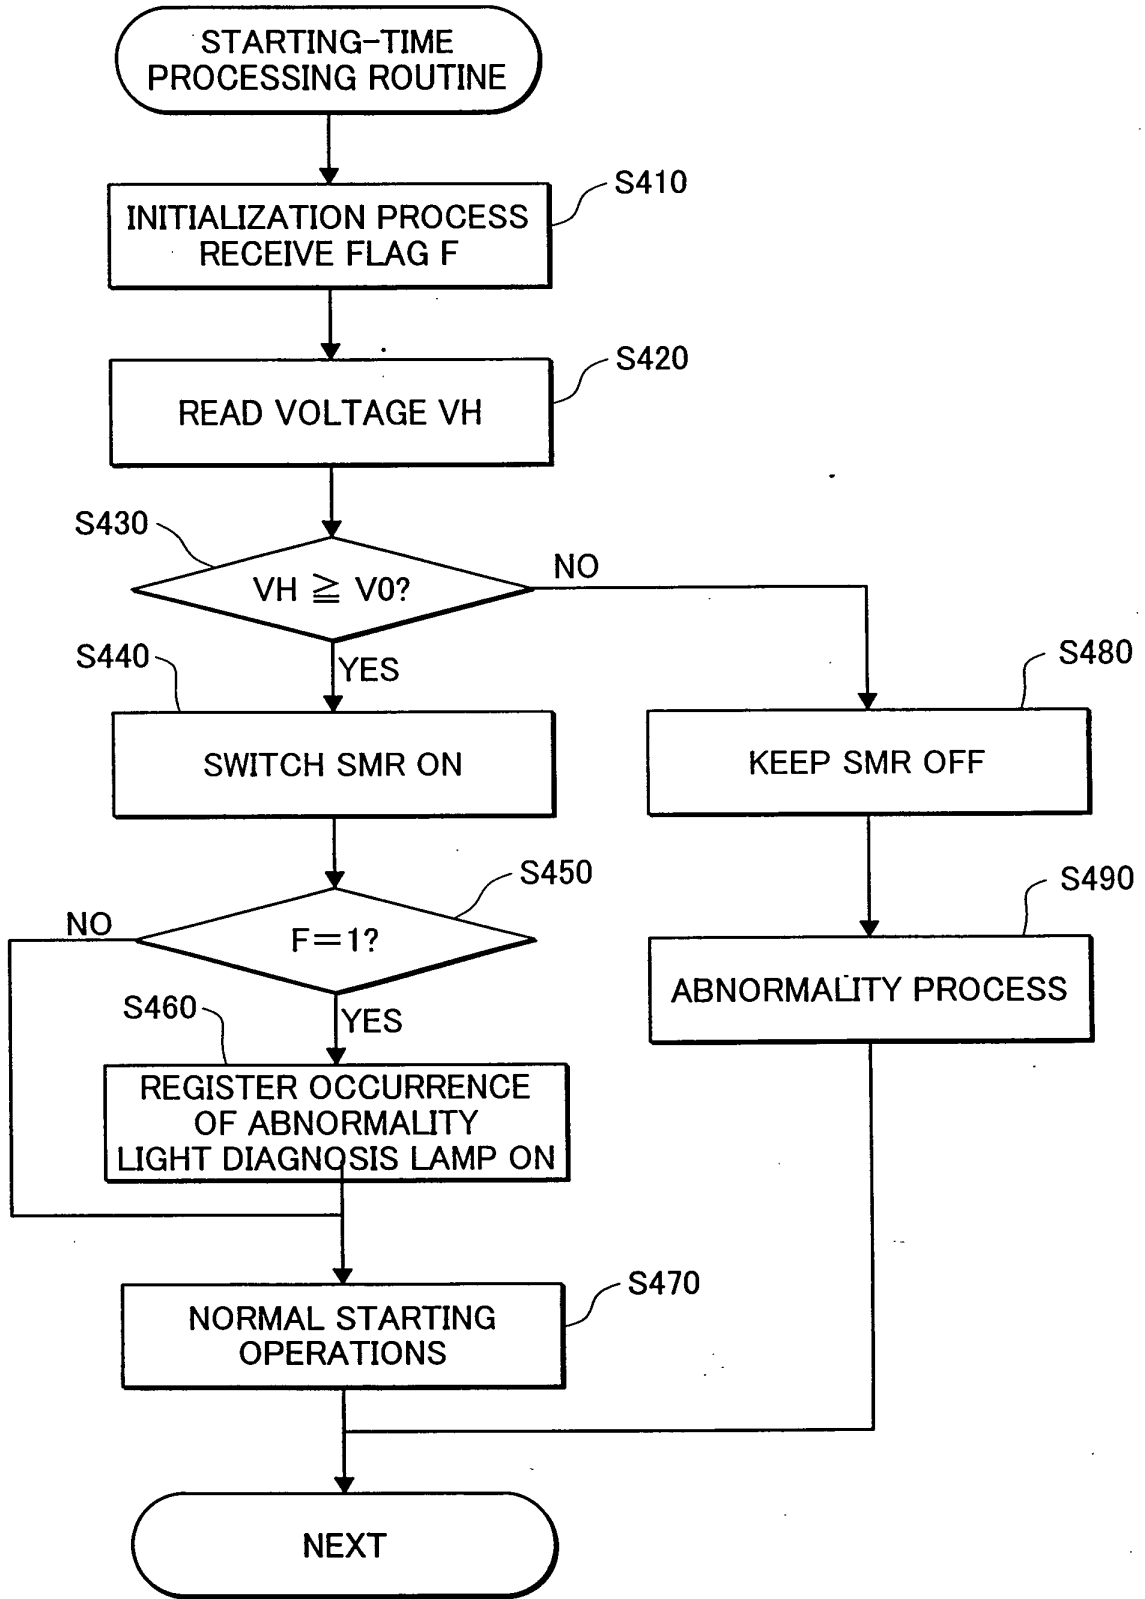 STARTING-TIME
PROCESSING ROUTINE
S410
INITIALIZATION PROCESS
RECEIVE FLAG F
S420
READ VOLTAGE VH
S430
VH ≧ V0?
NO
YES
S440
SWITCH SMR ON
S480
KEEP SMR OFF
S450
F=1?
NO
YES
S490
ABNORMALITY PROCESS
S460
REGISTER OCCURRENCE
OF ABNORMALITY
LIGHT DIAGNOSIS LAMP ON
S470
NORMAL STARTING
OPERATIONS
NEXT